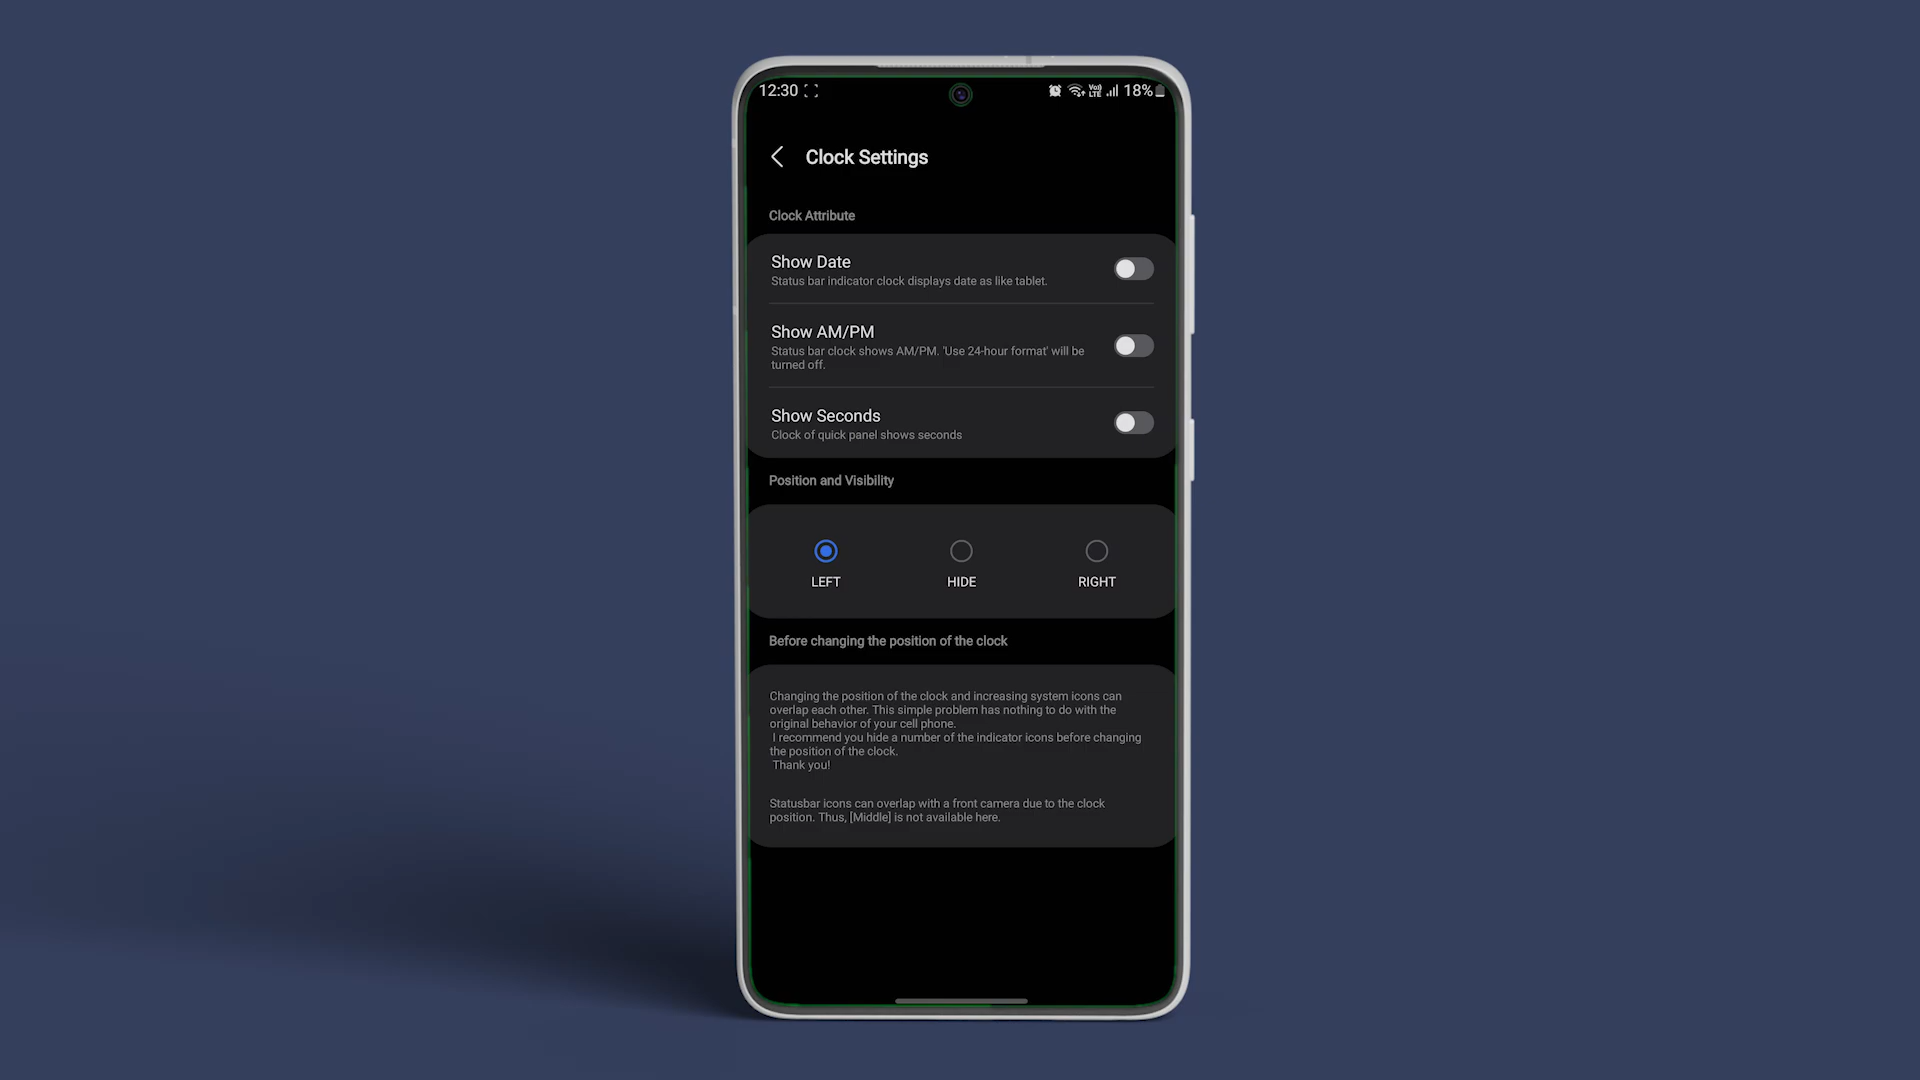 12:30 18%
Vo)
LTE
Clock Settings
Clock Attribute
Show Date
Status bar indicator clock displays date as like tablet.
Show AM/PM
Status bar clock shows AM/PM. 'Use 24-hour format' will be
turned off.
Show Seconds
Clock of quick panel shows seconds
Position and Visibility
LEFT HIDE RIGHT
Before changing the position of the clock
Changing the position of the clock and increasing system icons can
overlap each other. This simple problem has nothing to do with the
original behavior of your cell phone.
I recommend you hide a number of the indicator icons before changing
the position of the clock.
Thank you!
Statusbar icons can overlap with a front camera due to the clock
position. Thus, [Middle] is not available here.